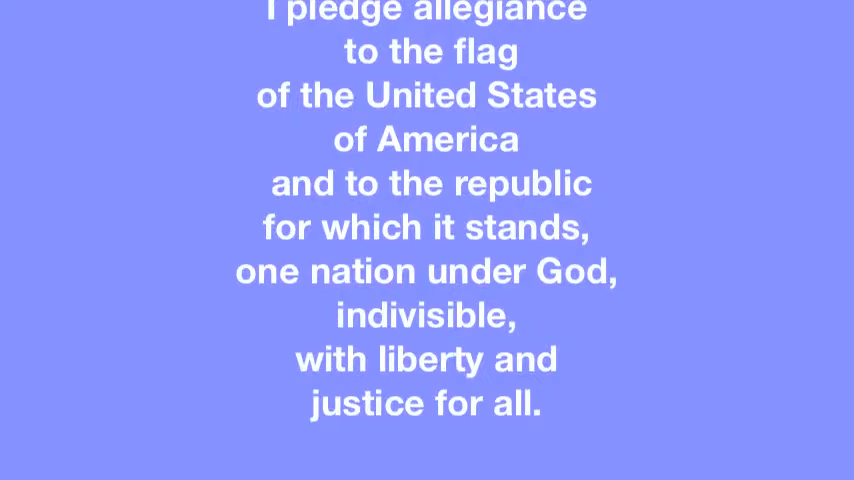 I pledge allegiance
to the flag
of the United States
of America
and to the republic
for which it stands,
one nation under God,
indivisible,
with liberty and
justice for all.